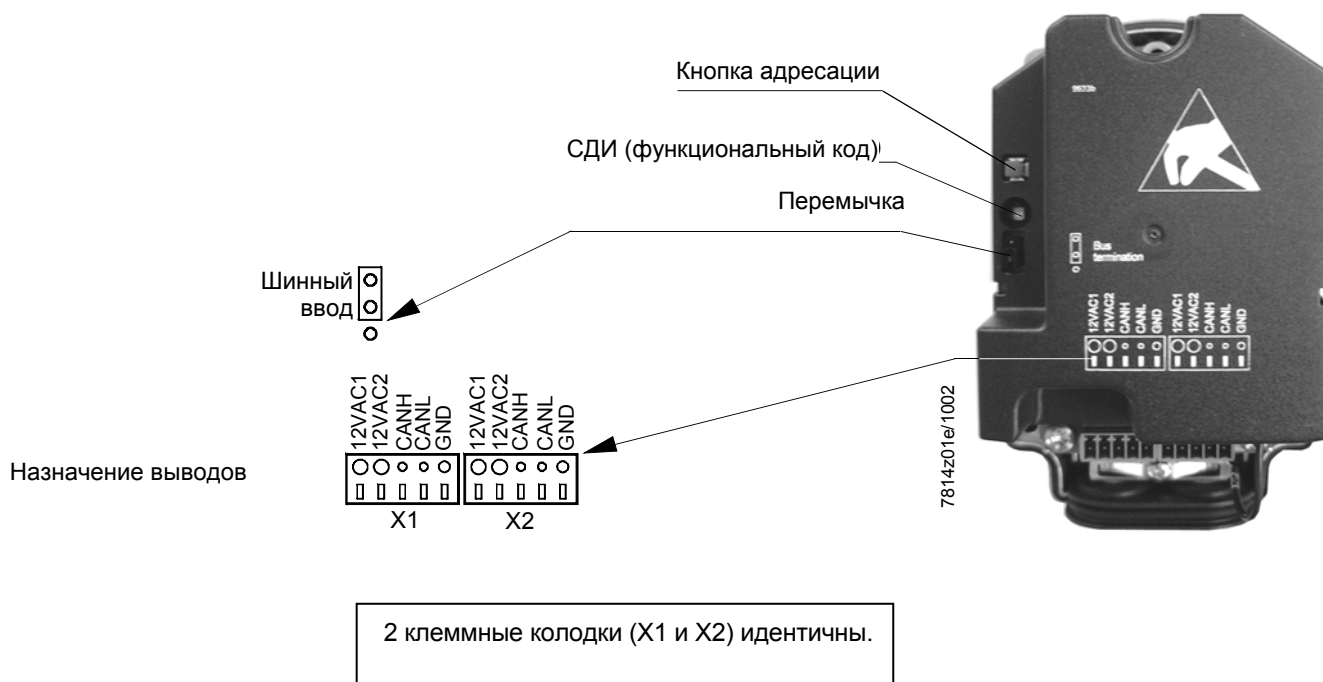 Кнопка адресации
СДИ (функциональный код)
Перемычка
Шинный
ввод
12VAC1
12VAC2
CANH
CANL
GND
12VAC1
12VAC2
CANH
CANL
GND
Назначение выводов
X1
X2
Bus
termination
12VAC1
12VAC2
CANH
CANL
GND
12VAC1
12VAC2
CANH
CANL
GND
7814z01e/1002
2 клеммные колодки (X1 и X2) идентичны.